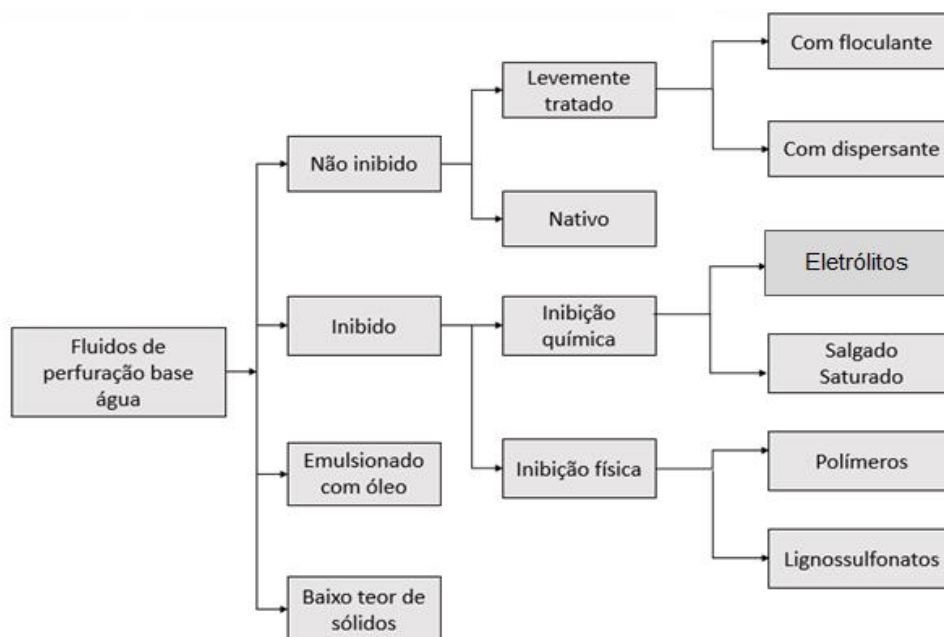 Fluidos de
perfuração base
água
Não inibido
Inibido
Emulsionado
com óleo
Baixo teor de
sólidos
Levemente
tratado
Nativo
Inibição
química
Inibição física
Com floculante
Com dispersante
Eletrólitos
Salgado
Saturado
Polímeros
Lignossulfonatos